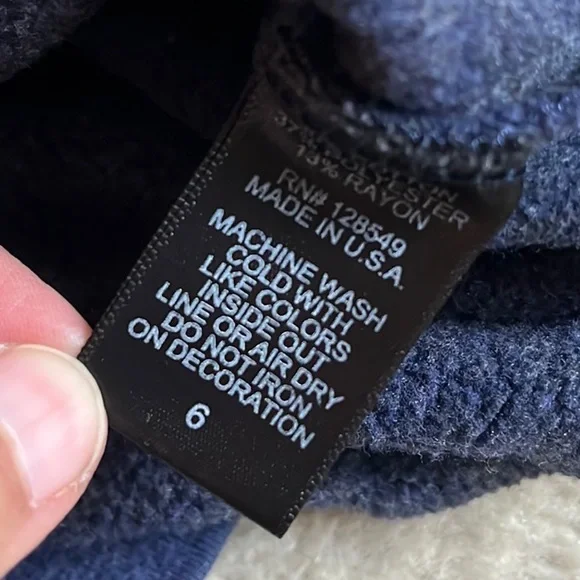 37% POLYESTER
13% RAYON
RN# 128549
MADE IN U.S.A.
MACHINE WASH
COLD WITH
LIKE COLORS
INSIDE OUT
LINE OR AIR DRY
DO NOT IRON
ON DECORATION
6